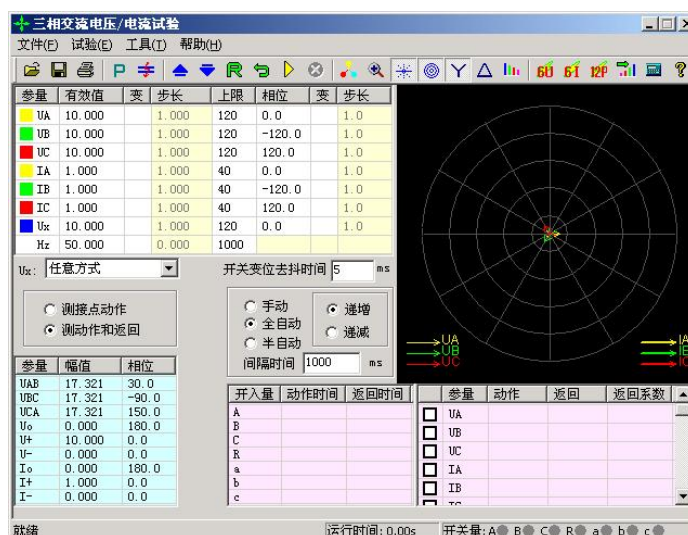 三相交流电压/电流试验
文件(F) 试验(E) 工具(T) 帮助(H)
P R 6U 6I 12P ?
参量 有效值 变 步长 上限 相位 变 步长
UA 10.000 1.000 120 0.0 1.0
UB 10.000 1.000 120 -120.0 1.0
UC 10.000 1.000 120 120.0 1.0
IA 1.000 1.000 40 0.0 1.0
IB 1.000 1.000 40 -120.0 1.0
IC 1.000 1.000 40 120.0 1.0
Ux 10.000 1.000 120 0.0 1.0
Hz 50.000 0.000 1000
Ux: 任意方式 开关变位去抖时间 5 ms
测接点动作
测动作和返回
手动
全自动
半自动
递增
递减
间隔时间 1000 ms
UA
UB
UC
IA
IB
IC
参量 幅值 相位
UAB 17.321 30.0
UBC 17.321 -90.0
UCA 17.321 150.0
Uo 0.000 180.0
U+ 10.000 0.0
U- 0.000 0.0
Io 0.000 180.0
I+ 1.000 0.0
I- 0.000 0.0
开入量 动作时间 返回时间
A
B
C
R
a
b
c
参量 动作 返回 返回系数
UA
UB
UC
IA
IB
IC
就绪 运行时间: 0.00s 开关量: A B C R a b c